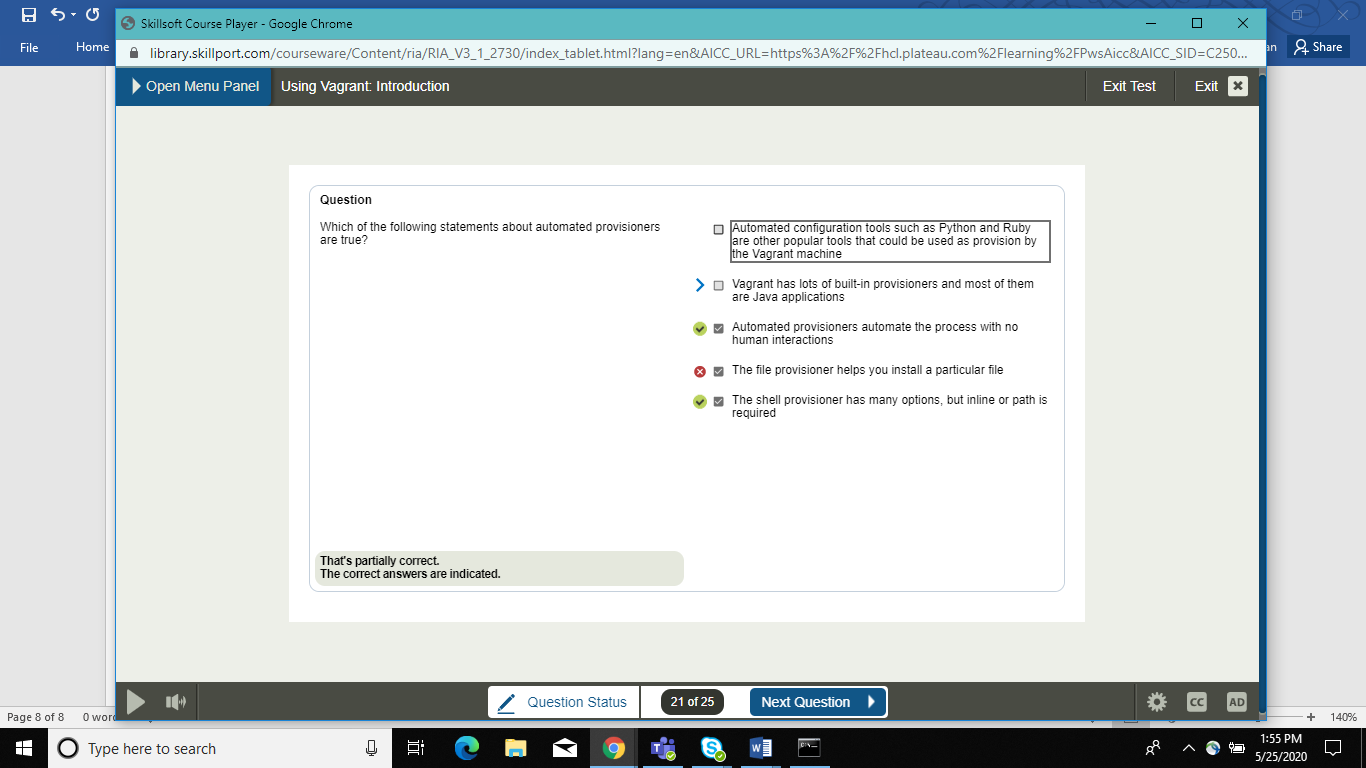 File
Home
an
Share
Skillsoft Course Player - Google Chrome
library.skillport.com/courseware/Content/ria/RIA_V3_1_2730/index_tablet.html?lang=en&AICC_URL=https%3A%2F%2Fhcl.plateau.com%2Flearning%2FPwsAicc&AICC_SID=C250...
Open Menu Panel
Using Vagrant: Introduction
Exit Test
Exit
Question
Which of the following statements about automated provisioners
are true?
Automated configuration tools such as Python and Ruby
are other popular tools that could be used as provision by
the Vagrant machine
Vagrant has lots of built-in provisioners and most of them
are Java applications
Automated provisioners automate the process with no
human interactions
The file provisioner helps you install a particular file
The shell provisioner has many options, but inline or path is
required
That's partially correct.
The correct answers are indicated.
Question Status
21 of 25
Next Question
CC
AD
Page 8 of 8
0 word
140%
Type here to search
1:55 PM
5/25/2020